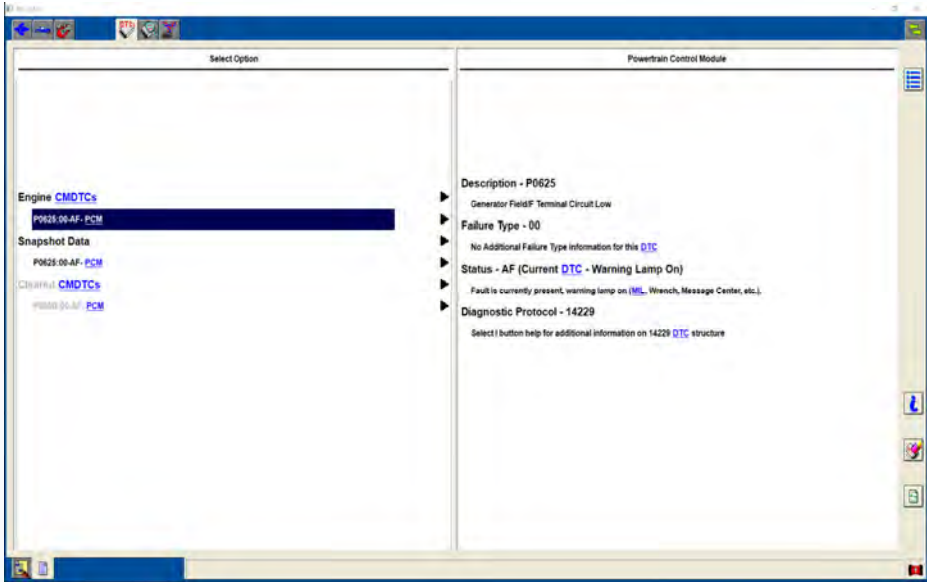 DTC
Select Option
Engine CMDTCs
P0625:00-AF- PCM
Snapshot Data
P0625:00-AF- PCM
CMDTCs
PCM
Powertrain Control Module
Description - P0625
Generator Field/F Terminal Circuit Low
Failure Type - 00
No Additional Failure Type information for this DTC
Status - AF (Current DTC - Warning Lamp On)
Fault is currently present, warning lamp on (MIL, Wrench, Message Center, etc.).
Diagnostic Protocol - 14229
Select i button help for additional information on 14229 DTC structure